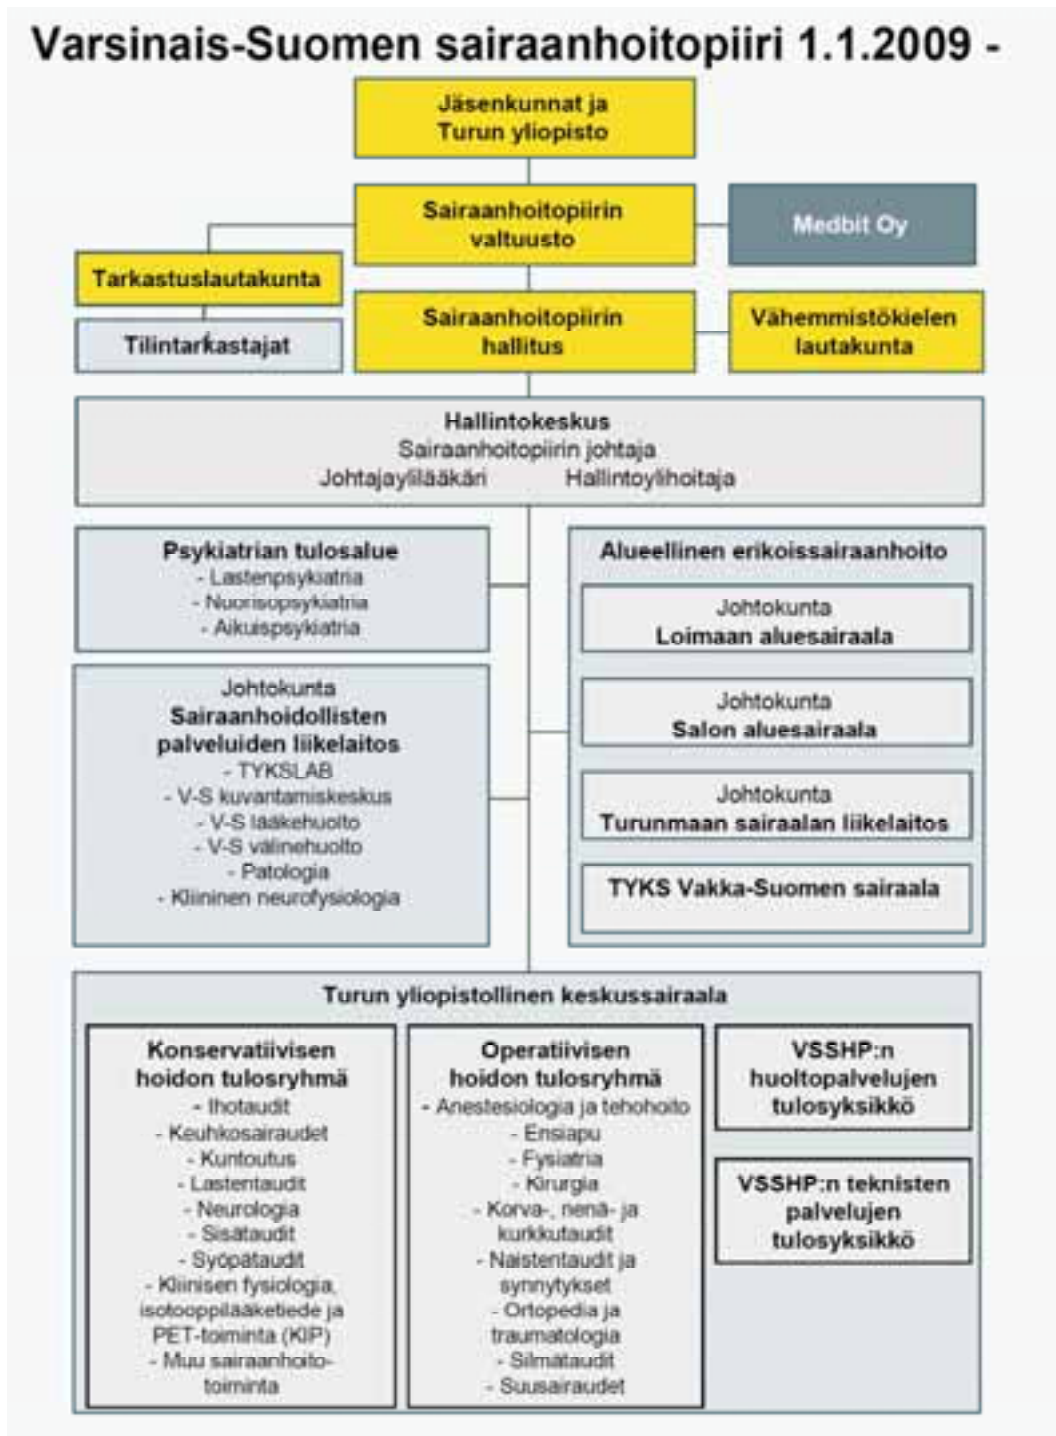 Varsinais-Suomen sairaanhoitopiiri 1.1.2009 -
Jäsenkunnat ja
Turun yliopisto
Sairaanhoitopiirin
valtuusto
Medbit Oy
Tarkastuslautakunta
Tilintarkastajat
Sairaanhoitopiirin
hallitus
Vähemmistökielen
lautakunta
Hallintokeskus
Sairaanhoitopiirin johtaja
Johtajaylilääkäri Hallintoylihoitaja
Psykiatrian tulosalue
- Lastenpsykiatria
- Nuorisopsykiatria
- Aikuispsykiatria
Johtokunta
Sairaanhoidollisten
palveluiden liikelaitos
- TYKSLAB
- V-S kuvantamiskeskus
- V-S lääkehuolto
- V-S välinehuolto
- Patologia
- Kliininen neurofysiologia
Alueellinen erikoissairaanhoito
Johtokunta
Loimaan aluesairaala
Johtokunta
Salon aluesairaala
Johtokunta
Turunmaan sairaalan liikelaitos
TYKS Vakka-Suomen sairaala
Turun yliopistollinen keskussairaala
Konservatiivisen
hoidon tulosryhmä
- Ihotaudit
- Keuhkosairaudet
- Kuntoutus
- Lastentaudit
- Neurologia
- Sisätaudit
- Syöpätaudit
- Kliinisen fysiologia,
isotooppilääketiede ja
PET-toiminta (KIP)
- Muu sairaanhoito-
toiminta
Operatiivisen
hoidon tulosryhmä
- Anestesiologia ja tehohoito
- Ensiapu
- Fysiatria
- Kirurgia
- Korva-, nenä- ja
kurkkutaudit
- Naistentaudit ja
synnytykset
- Ortopedia ja
traumatologia
- Silmätaudit
- Suusairaudet
VSSHP:n
huoltopalvelujen
tulosyksikkö
VSSHP:n teknisten
palvelujen
tulosyksikkö